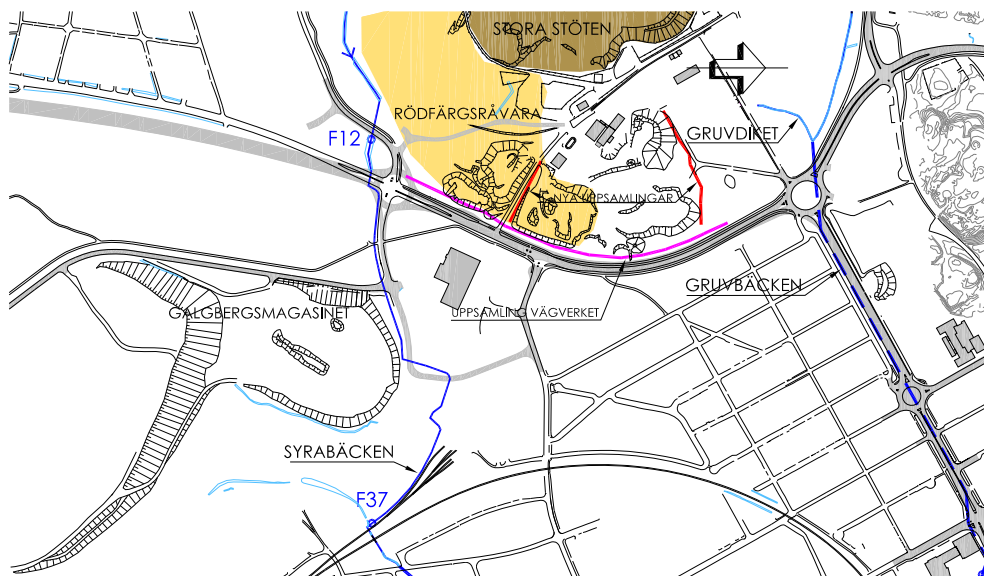 STORA STÖTEN
RÖDFÄRGSRÅVARA
F12
GRUVDIKET
NYA UPPSAMLINGAR
GRUVBÄCKEN
GALGBERGSMAGASINET
UPPSAMLING VÄGVERKET
SYRABÄCKEN
F37